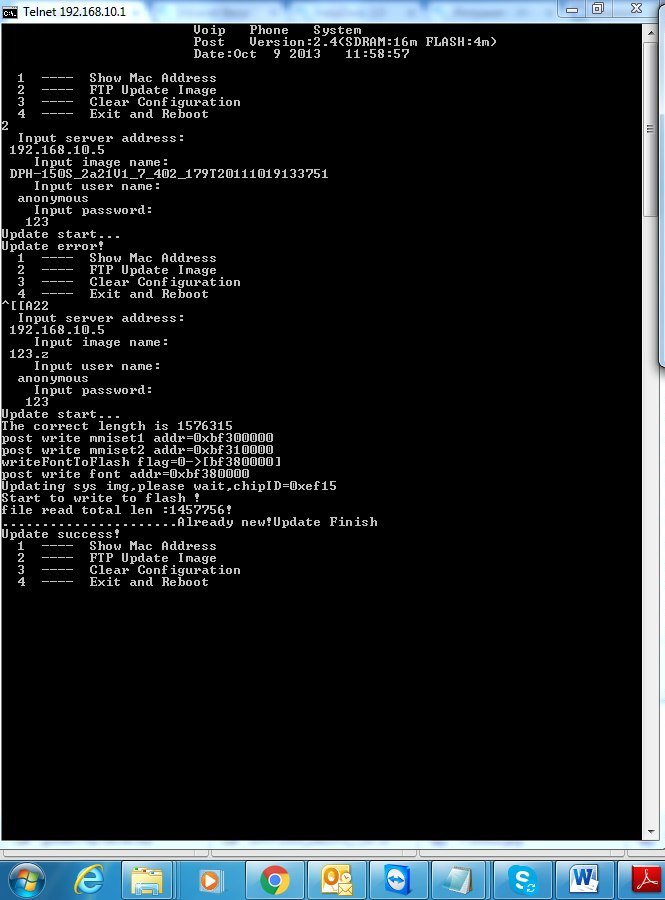 Telnet 192.168.10.1
Voip Phone System
Post Version:2.4(SDRAM:16m FLASH:4m)
Date:Oct 9 2013 11:58:57
1 ---- Show Mac Address
2 ---- FTP Update Image
3 ---- Clear Configuration
4 ---- Exit and Reboot
2
Input server address:
192.168.10.5
Input image name:
DPH-150S_2a21V1_7_402_179T20111019133751
Input user name:
anonymous
Input password:
123
Update start...
Update error!
1 ---- Show Mac Address
2 ---- FTP Update Image
3 ---- Clear Configuration
4 ---- Exit and Reboot
^[[A22
Input server address:
192.168.10.5
Input image name:
123.z
Input user name:
anonymous
Input password:
123
Update start...
The correct length is 1576315
post write mmiset1 addr=0xbf300000
post write mmiset2 addr=0xbf310000
writeFontToFlash flag=0->[bf380000]
post write font addr=0xbf380000
Updating sys img,please wait,chipID=0xef15
Start to write to flash !
file read total len :1457756!
......................Already new!Update Finish
Update success!
1 ---- Show Mac Address
2 ---- FTP Update Image
3 ---- Clear Configuration
4 ---- Exit and Reboot